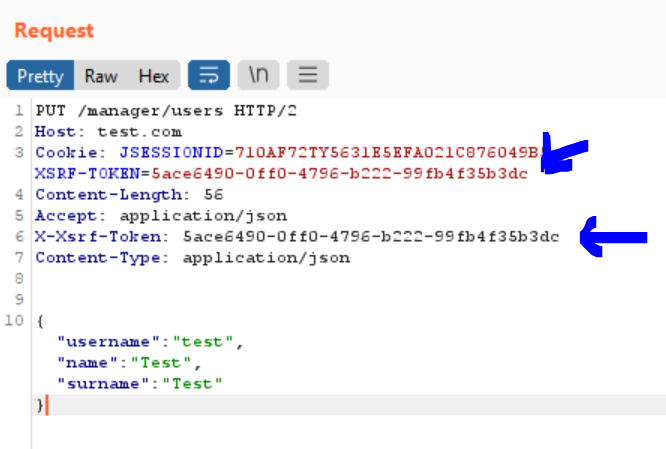 Request
Pretty Raw Hex \n
1 PUT /manager/users HTTP/2
2 Host: test.com
3 Cookie: JSESSIONID=710AF72TY5631E5EFA021C876049B
XSRF-TOKEN=5ace6490-0ff0-4796-b222-99fb4f35b3dc
4 Content-Length: 56
5 Accept: application/json
6 X-Xsrf-Token: 5ace6490-0ff0-4796-b222-99fb4f35b3dc
7 Content-Type: application/json
8
9
10 {
"username":"test",
"name":"Test",
"surname":"Test"
}